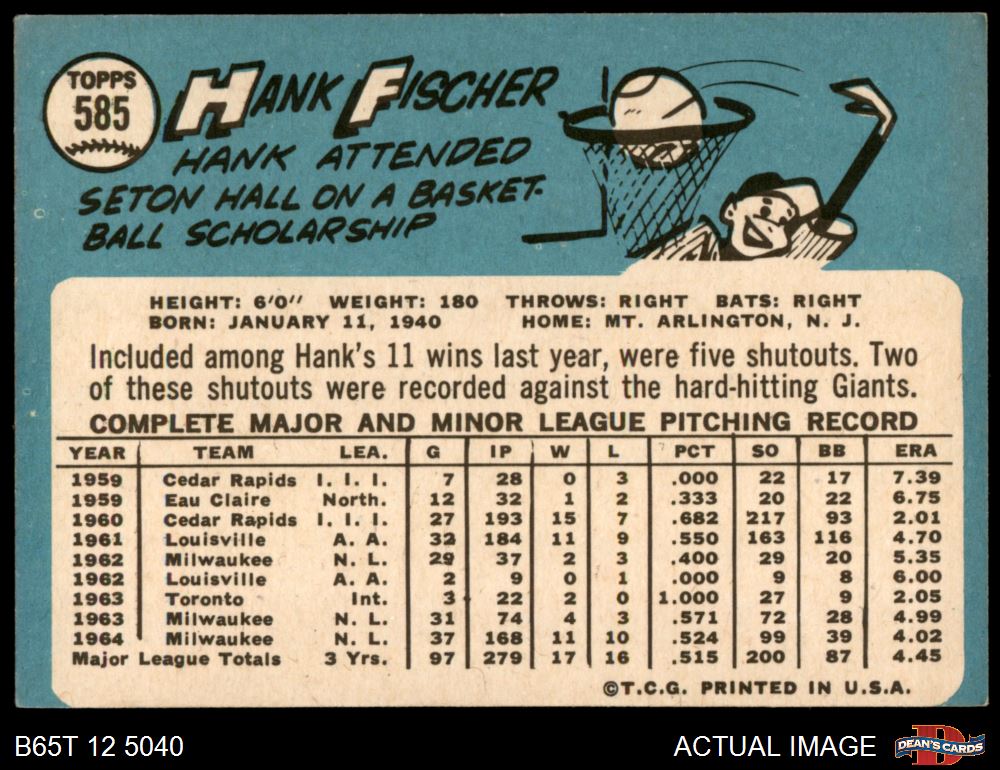 TOPPS
585
HANK FISCHER
HANK ATTENDED
SETON HALL ON A BASKET-
BALL SCHOLARSHIP
HEIGHT: 6'0" WEIGHT: 180 THROWS: RIGHT BATS: RIGHT
BORN: JANUARY 11, 1940 HOME: MT. ARLINGTON, N. J.
Included among Hank's 11 wins last year, were five shutouts. Two
of these shutouts were recorded against the hard-hitting Giants.
COMPLETE MAJOR AND MINOR LEAGUE PITCHING RECORD
YEAR TEAM LEA. G IP W L PCT SO BB ERA
1959 Cedar Rapids I. I. I. 7 28 0 3 .000 22 17 7.39
1959 Eau Claire North. 12 32 1 2 .333 20 22 6.75
1960 Cedar Rapids I. I. I. 27 193 15 7 .682 217 93 2.01
1961 Louisville A. A. 32 184 11 9 .550 163 116 4.70
1962 Milwaukee N. L. 29 37 2 3 .400 29 20 5.35
1962 Louisville A. A. 2 9 0 1 .000 9 8 6.00
1963 Toronto Int. 3 22 2 0 1.000 27 9 2.05
1963 Milwaukee N. L. 31 74 4 3 .571 72 28 4.99
1964 Milwaukee N. L. 37 168 11 10 .524 99 39 4.02
Major League Totals 3 Yrs. 97 279 17 16 .515 200 87 4.45
©T.C.G. PRINTED IN U.S.A.
B65T 12 5040 ACTUAL IMAGE
DEAN'S CARDS